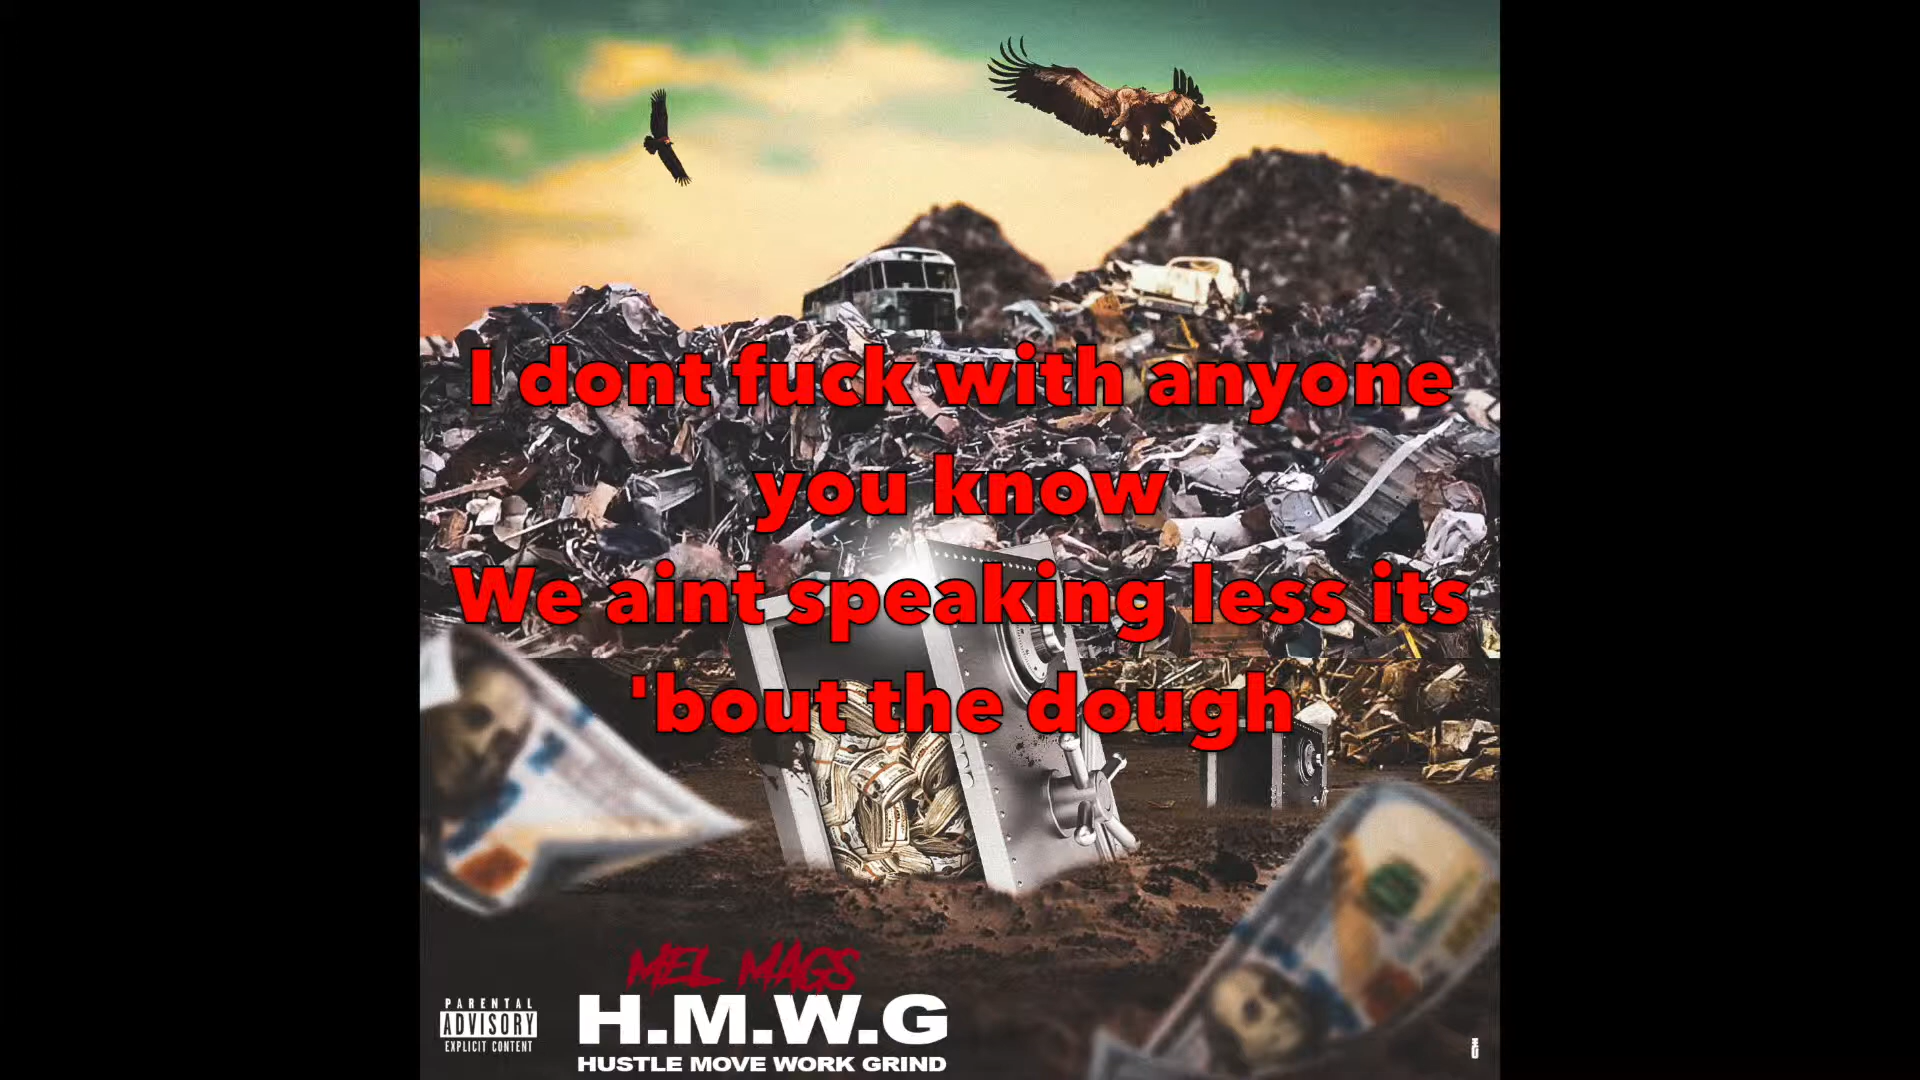 I dont fuck with anyone
you know
We aint speaking less its
'bout the dough
MEL MAGS
H.M.W.G
HUSTLE MOVE WORK GRIND
PARENTAL
ADVISORY
EXPLICIT CONTENT